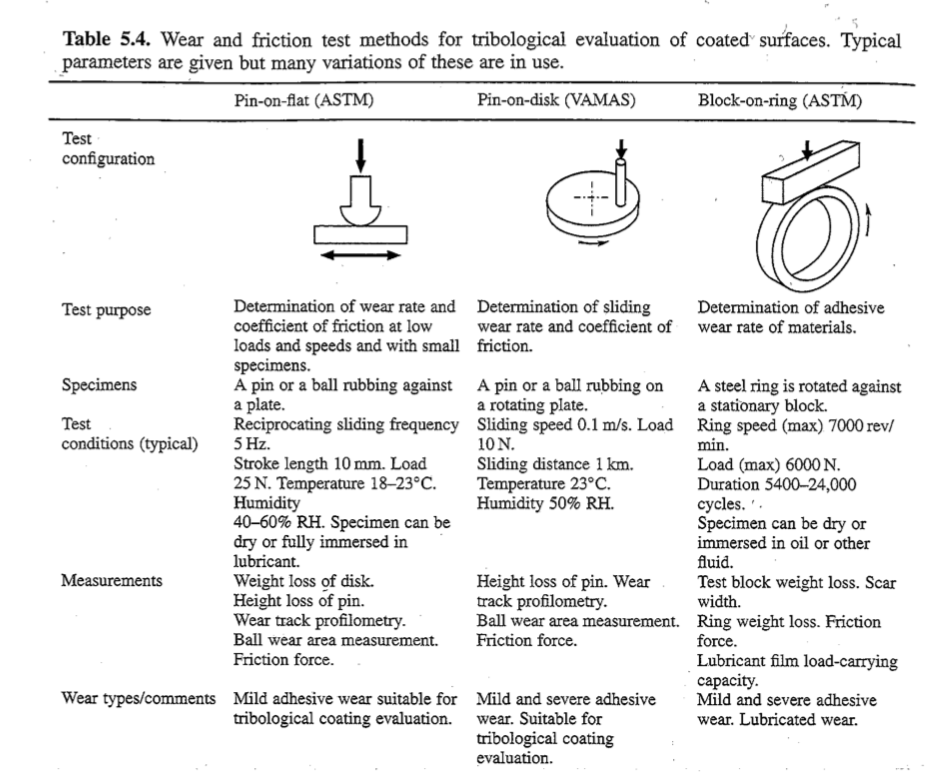 Table 5.4. Wear and friction test methods for tribological evaluation of coated surfaces. Typical
parameters are given but many variations of these are in use.
Pin-on-flat (ASTM) Pin-on-disk (VAMAS) Block-on-ring (ASTM)
Test
configuration
Test purpose Determination of wear rate and Determination of sliding Determination of adhesive
coefficient of friction at low wear rate and coefficient of wear rate of materials.
loads and speeds and with small friction.
specimens.
Specimens A pin or a ball rubbing against A pin or a ball rubbing on A steel ring is rotated against
a plate. a rotating plate. a stationary block.
Test Reciprocating sliding frequency Sliding speed 0.1 m/s. Load Ring speed (max) 7000 rev/
conditions (typical) 5 Hz. 10 N. min.
Stroke length 10 mm. Load Sliding distance 1 km. Load (max) 6000 N.
25 N. Temperature 18–23°C. Temperature 23°C. Duration 5400–24,000
Humidity Humidity 50% RH. cycles.
40–60% RH. Specimen can be Specimen can be dry or
dry or fully immersed in immersed in oil or other
lubricant. fluid.
Measurements Weight loss of disk. Height loss of pin. Wear Test block weight loss. Scar
Height loss of pin. track profilometry. width.
Wear track profilometry. Ball wear area measurement. Ring weight loss. Friction
Ball wear area measurement. Friction force. force.
Friction force. Lubricant film load-carrying
capacity.
Wear types/comments Mild adhesive wear suitable for Mild and severe adhesive Mild and severe adhesive
tribological coating evaluation. wear. Suitable for wear. Lubricated wear.
tribological coating
evaluation.